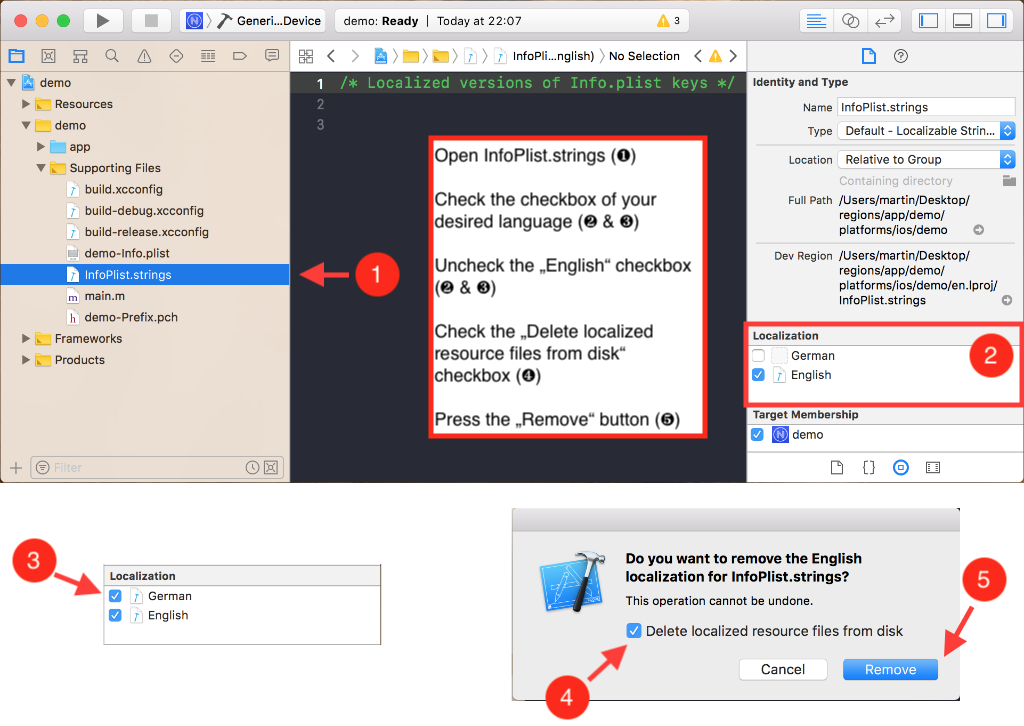 Generi...Device
demo: Ready | Today at 22:07
3
InfoPli...nglish) 〉 No Selection
demo
Resources
demo
app
Supporting Files
build.xcconfig
build-debug.xcconfig
build-release.xcconfig
demo-Info.plist
InfoPlist.strings
main.m
demo-Prefix.pch
Frameworks
Products
Filter
1 /* Localized versions of Info.plist keys */
2
3
Open InfoPlist.strings (❶)
Check the checkbox of your
desired language (❷ & ❸)
Uncheck the „English“ checkbox
(❷ & ❸)
Check the „Delete localized
resource files from disk“
checkbox (❹)
Press the „Remove“ button (❺)
1
Identity and Type
Name InfoPlist.strings
Type Default - Localizable Strin...
Location Relative to Group
Containing directory
Full Path /Users/martin/Desktop/
regions/app/demo/
platforms/ios/demo
Dev Region /Users/martin/Desktop/
regions/app/demo/
platforms/ios/demo/en.lproj/
InfoPlist.strings
Localization
German
English
2
Target Membership
demo
3
Localization
German
English
Do you want to remove the English
localization for InfoPlist.strings?
This operation cannot be undone.
Delete localized resource files from disk
Cancel Remove
4
5